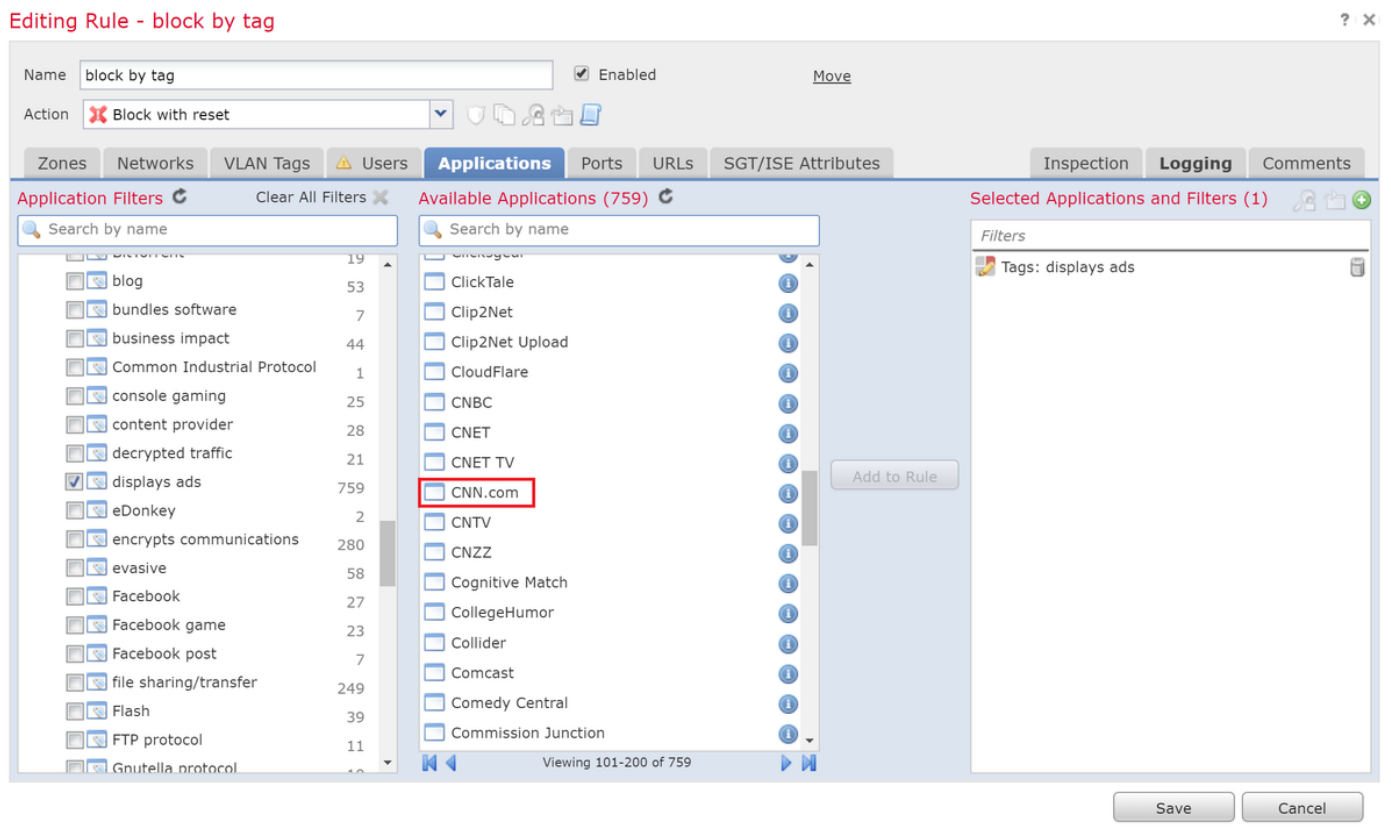 Editing Rule - block by tag
? X
Name block by tag Enabled Move
Action Block with reset
Zones Networks VLAN Tags Users Applications Ports URLs SGT/ISE Attributes Inspection Logging Comments
Application Filters Clear All Filters
Search by name
19
blog 53
bundles software 7
business impact 44
Common Industrial Protocol 1
console gaming 25
content provider 28
decrypted traffic 21
displays ads 759
eDonkey 2
encrypts communications 280
evasive 58
Facebook 27
Facebook game 23
Facebook post 7
file sharing/transfer 249
Flash 39
FTP protocol 11
Gnutella protocol
Available Applications (759)
Search by name
ClickTale
Clip2Net
Clip2Net Upload
CloudFlare
CNBC
CNET
CNET TV
CNN.com
CNTV
CNZZ
Cognitive Match
CollegeHumor
Collider
Comcast
Comedy Central
Commission Junction
Viewing 101-200 of 759
Add to Rule
Selected Applications and Filters (1)
Filters
Tags: displays ads
Save Cancel